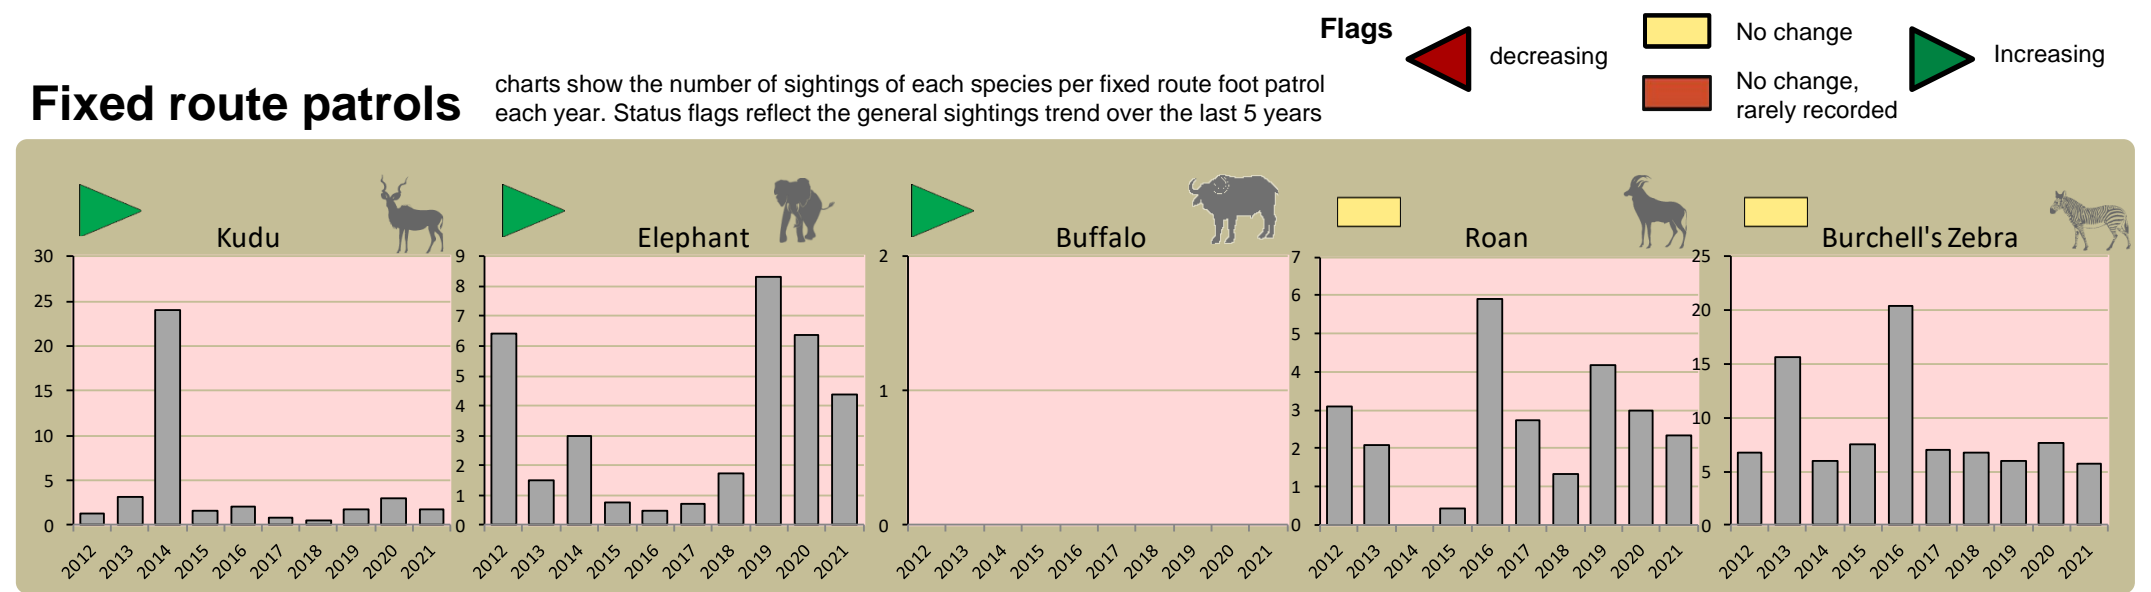 Flags
decreasing
No change
No change,
rarely recorded
Increasing
Fixed route patrols
charts show the number of sightings of each species per fixed route foot patrol
each year. Status flags reflect the general sightings trend over the last 5 years
Kudu
30
25
20
15
10
5
0
2012 2013 2014 2015 2016 2017 2018 2019 2020 2021
Elephant
9
8
7
6
5
4
3
2
1
0
2012 2013 2014 2015 2016 2017 2018 2019 2020 2021
Buffalo
2
1
0
2012 2013 2014 2015 2016 2017 2018 2019 2020 2021
Roan
7
6
5
4
3
2
1
0
2012 2013 2014 2015 2016 2017 2018 2019 2020 2021
Burchell's Zebra
25
20
15
10
5
0
2012 2013 2014 2015 2016 2017 2018 2019 2020 2021